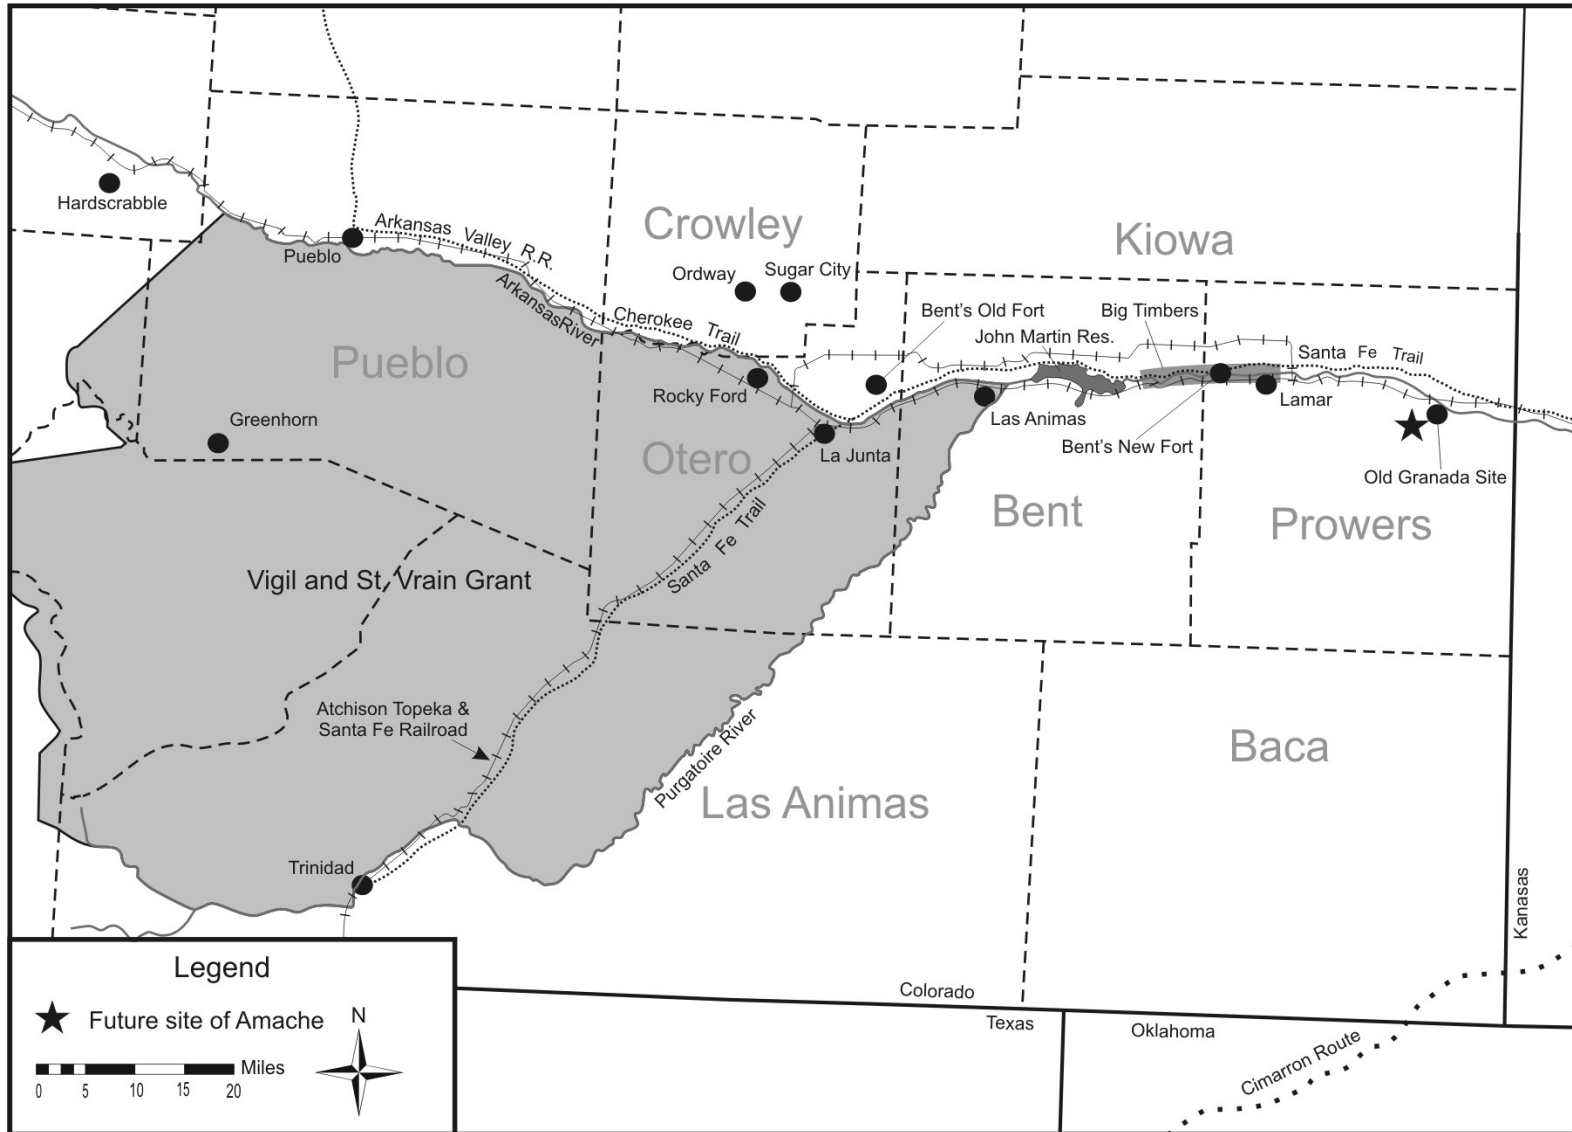 Hardscrabble
Pueblo
Arkansas Valley R.R.
Arkansas River
Crowley
Ordway
Sugar City
Cherokee Trail
Kiowa
Bent's Old Fort
John Martin Res.
Big Timbers
Santa Fe Trail
Pueblo
Rocky Ford
Las Animas
Lamar
Greenhorn
Otero
La Junta
Bent's New Fort
Old Granada Site
Bent
Prowers
Santa Fe Trail
Vigil and St. Vrain Grant
Atchison Topeka &
Santa Fe Railroad
Purgatoire River
Las Animas
Baca
Trinidad
Kanasas
Colorado
Texas
Oklahoma
Cimarron Route
Legend
Future site of Amache
N
Miles
0 5 10 15 20